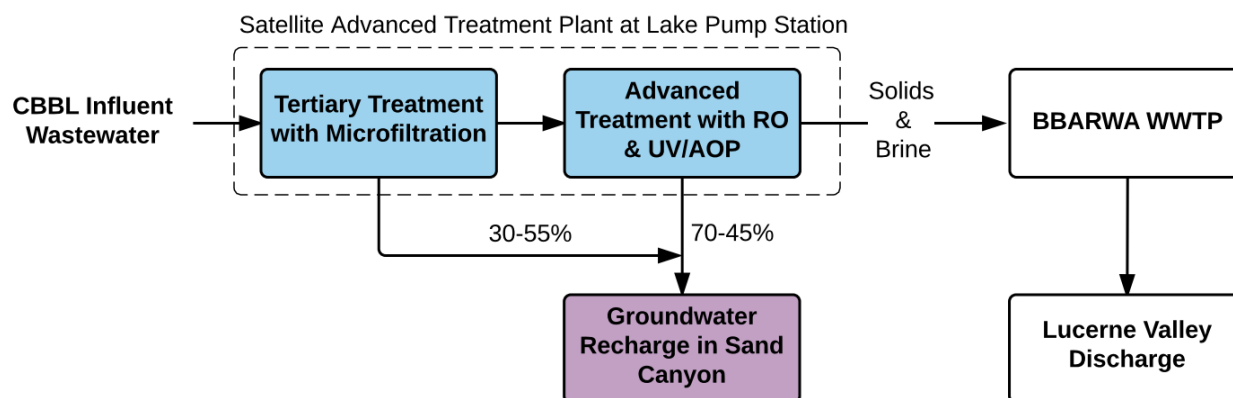 Satellite Advanced Treatment Plant at Lake Pump Station
CBBL Influent
Wastewater
Tertiary Treatment
with Microfiltration
Advanced
Treatment with RO
& UV/AOP
Solids
&
Brine
BBARWA WWTP
30-55%
70-45%
Groundwater
Recharge in Sand
Canyon
Lucerne Valley
Discharge